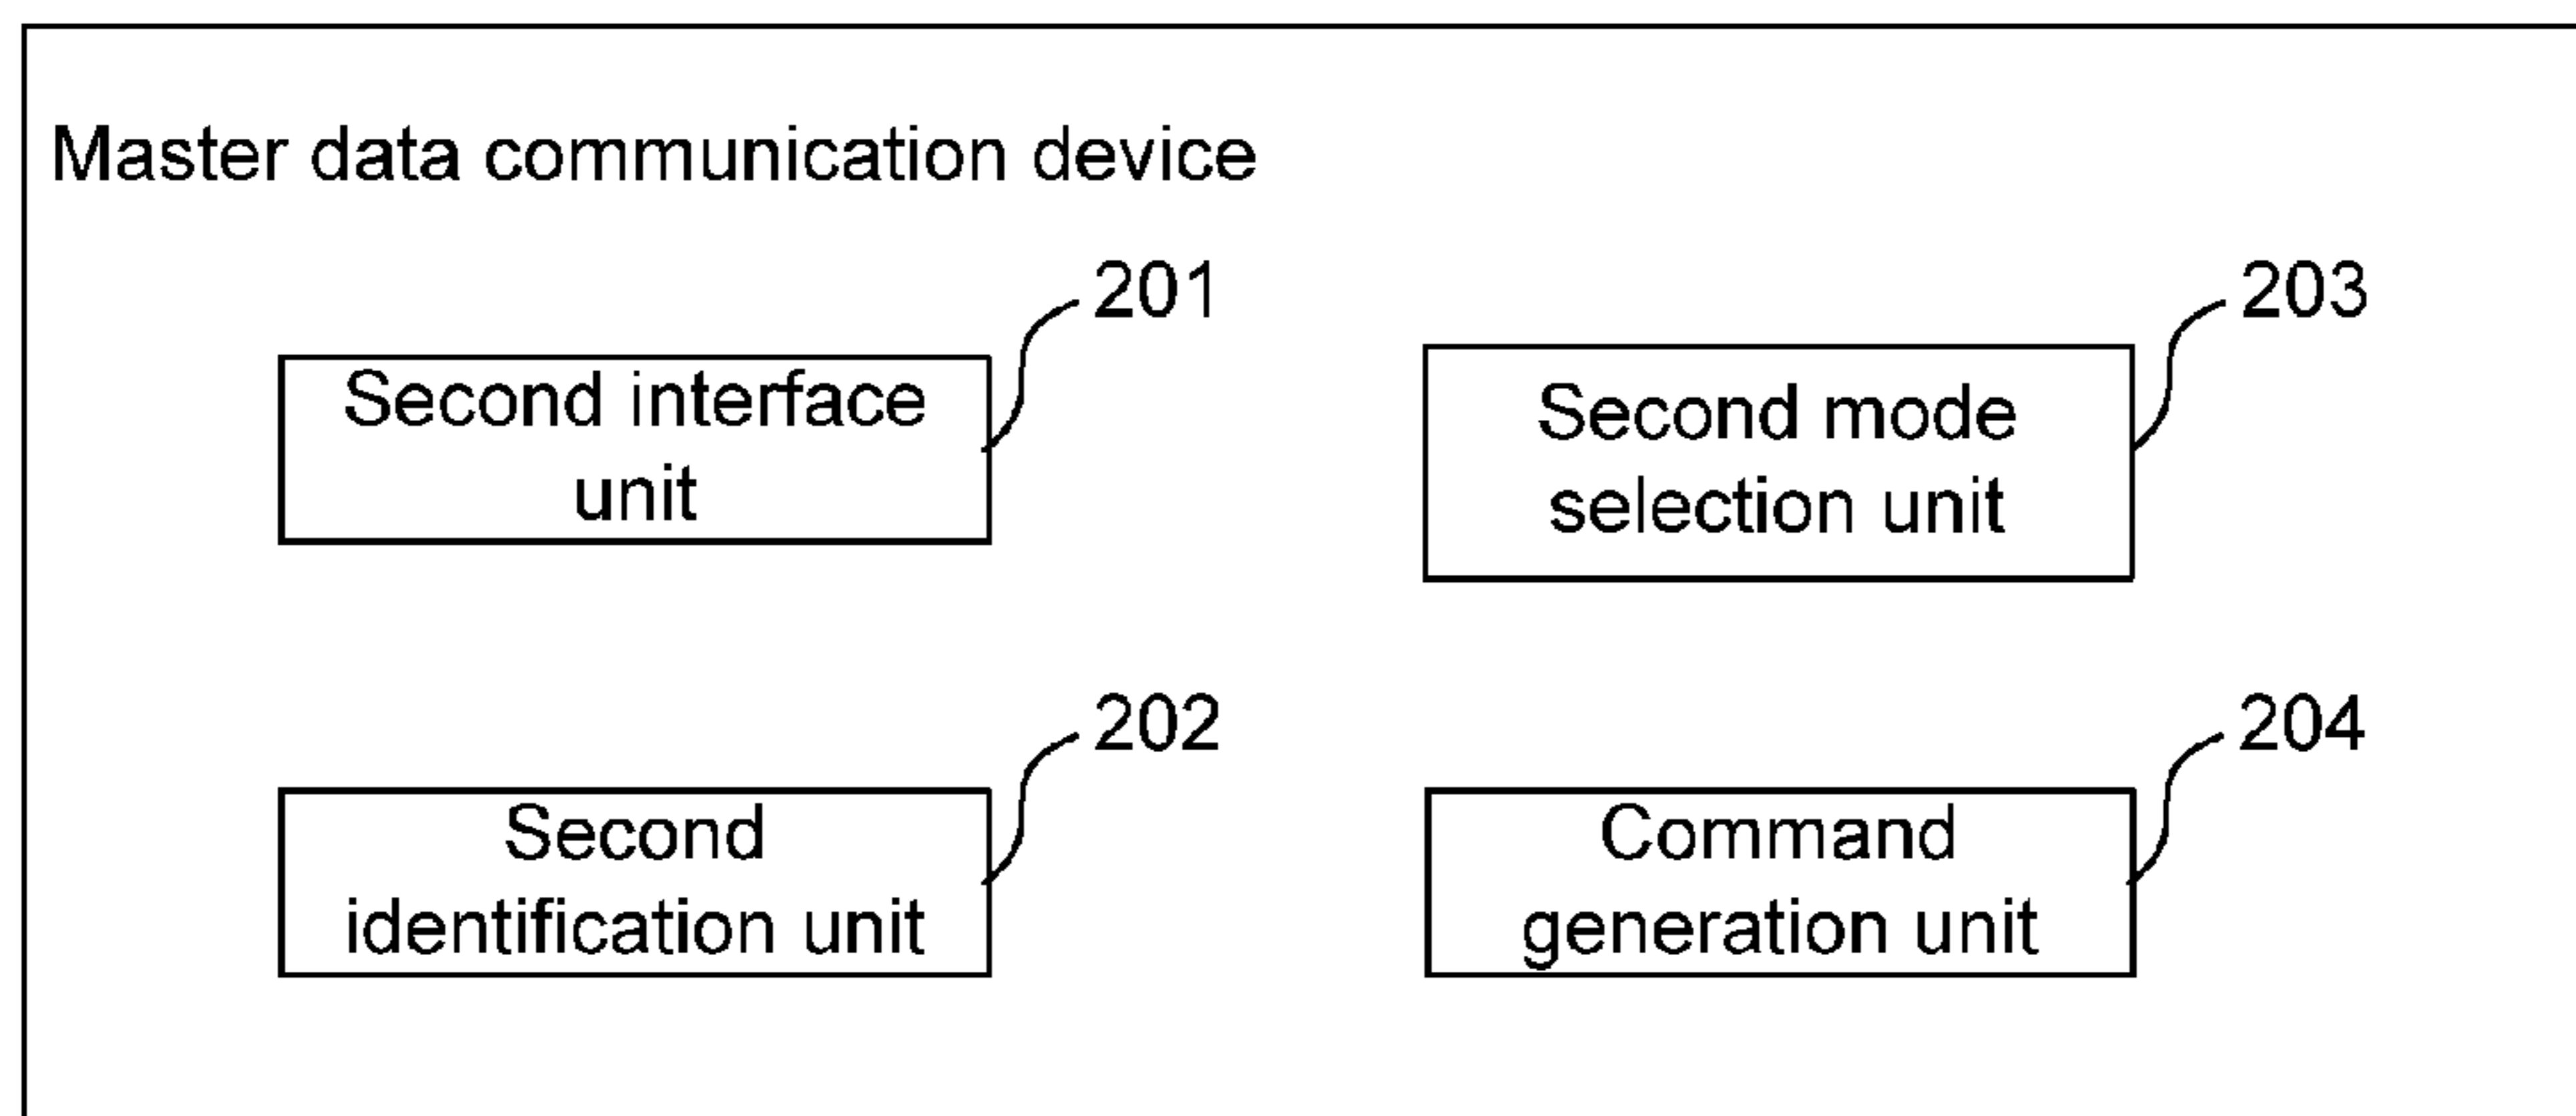 Master data communication device
201
Second interface
unit
203
Second mode
selection unit
202
Second
identification unit
204
Command
generation unit